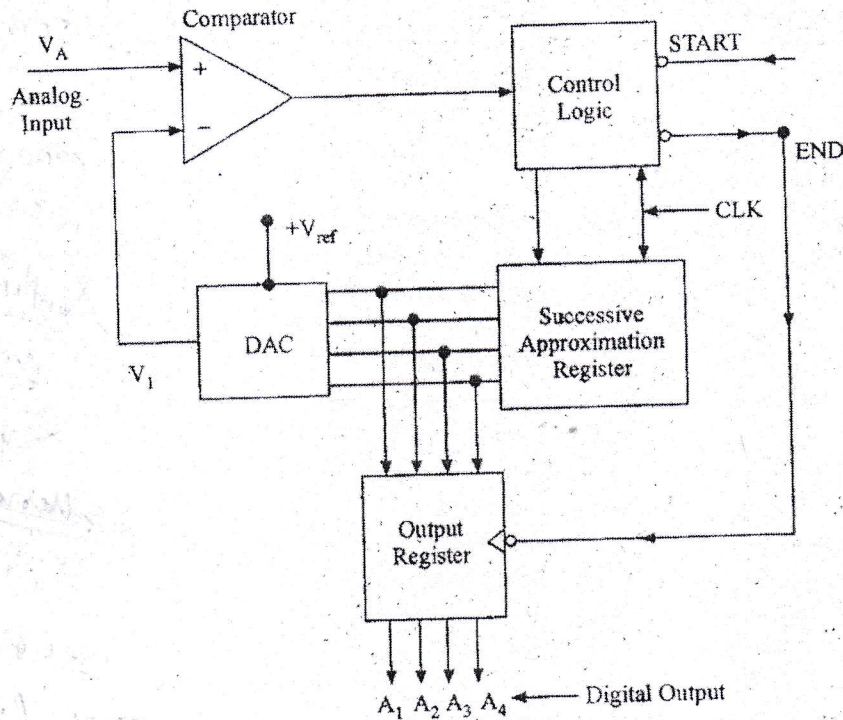 Comparator
V_A
+
Analog
Input
−
Control
Logic
START
END
CLK
+V_ref
DAC
V_1
Successive
Approximation
Register
Output
Register
A_1 A_2 A_3 A_4
Digital Output